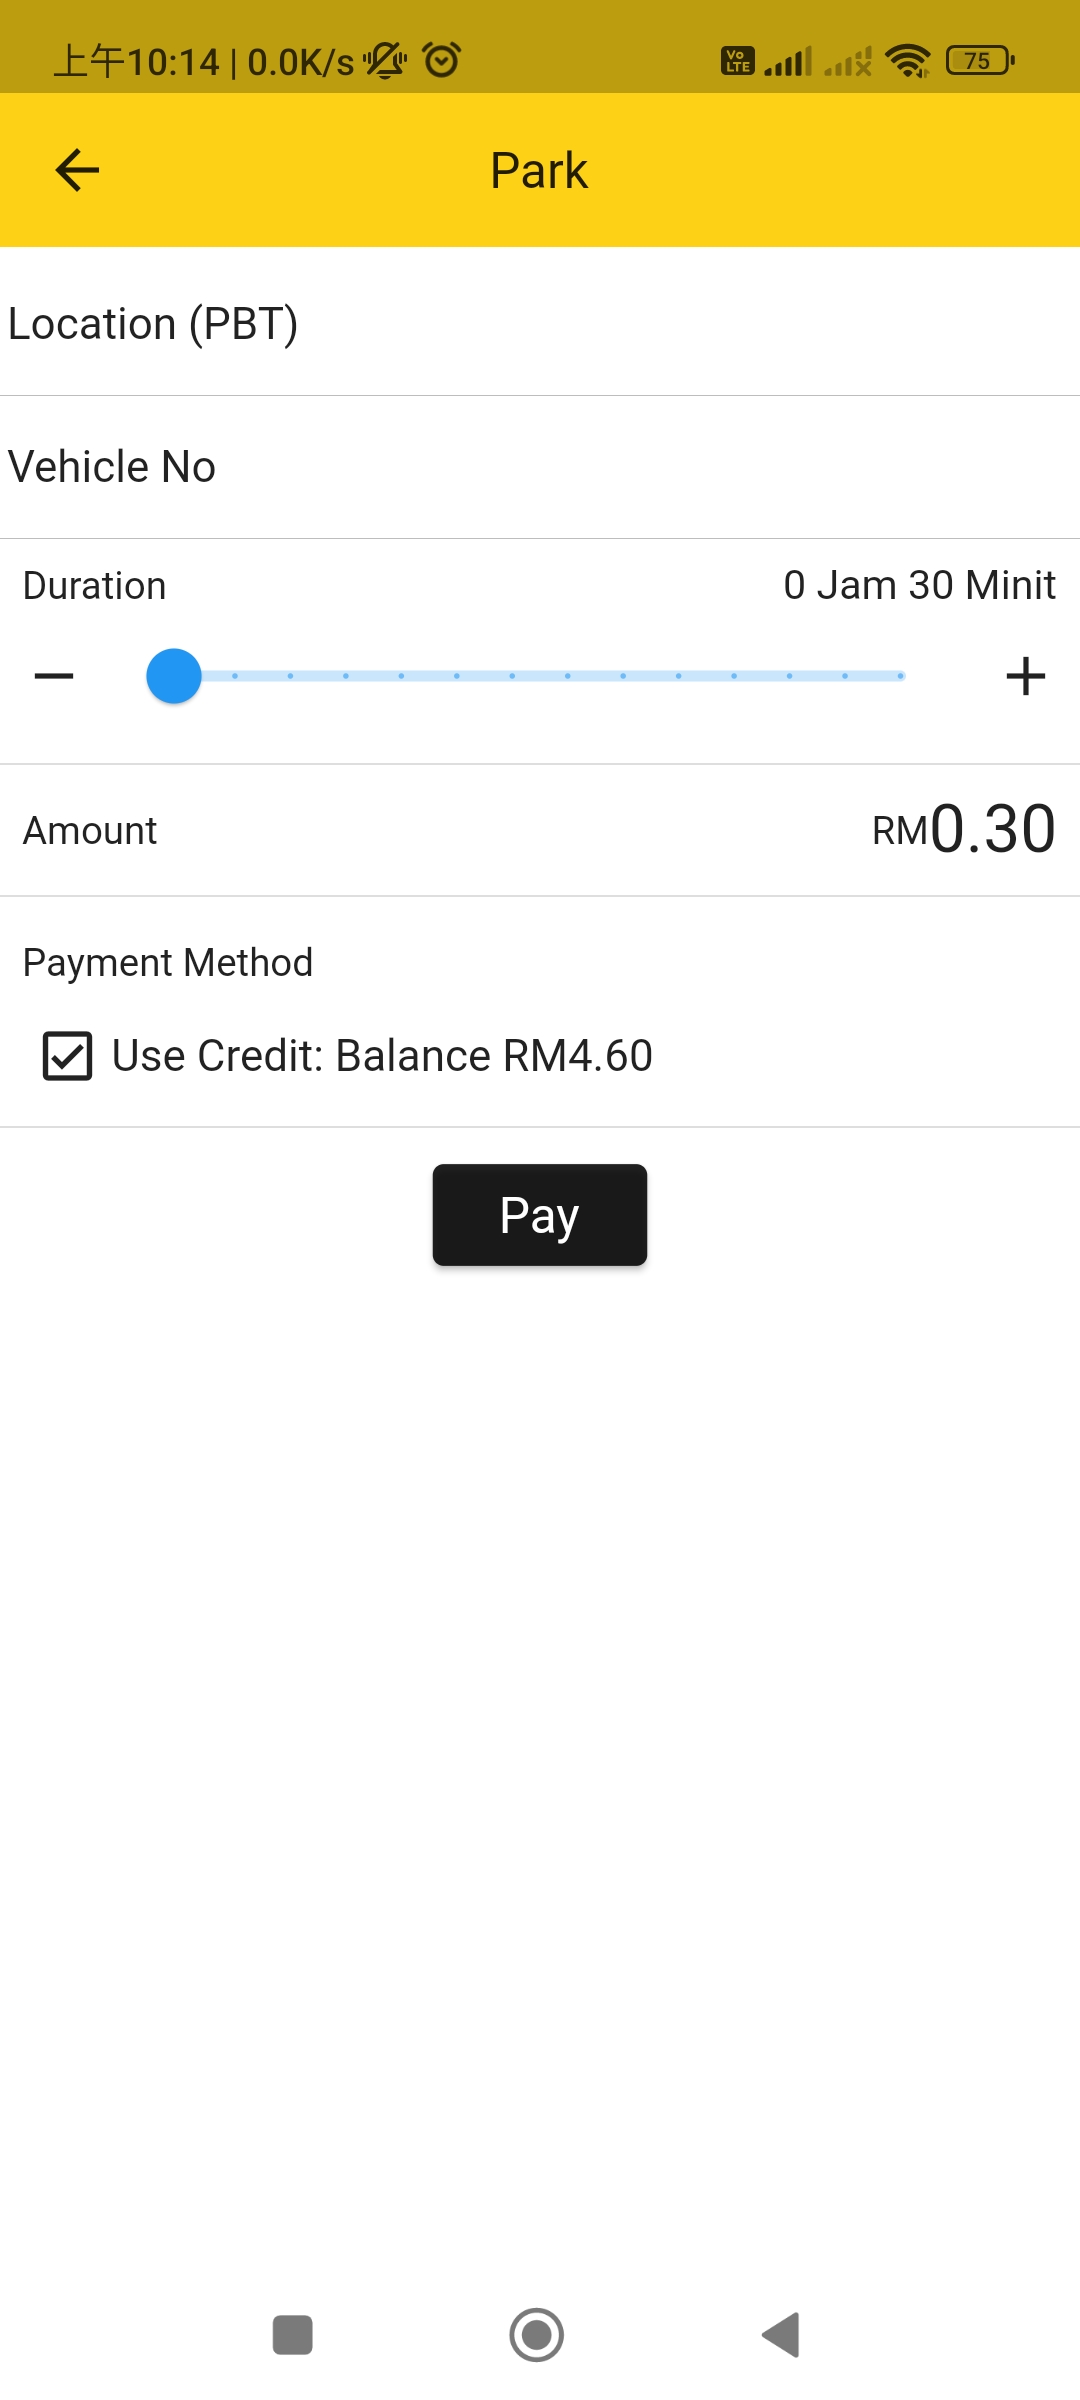 上午10:14 | 0.0K/s
Vo LTE
75
Park
Location (PBT)
Vehicle No
Duration
0 Jam 30 Minit
Amount
RM0.30
Payment Method
Use Credit: Balance RM4.60
Pay